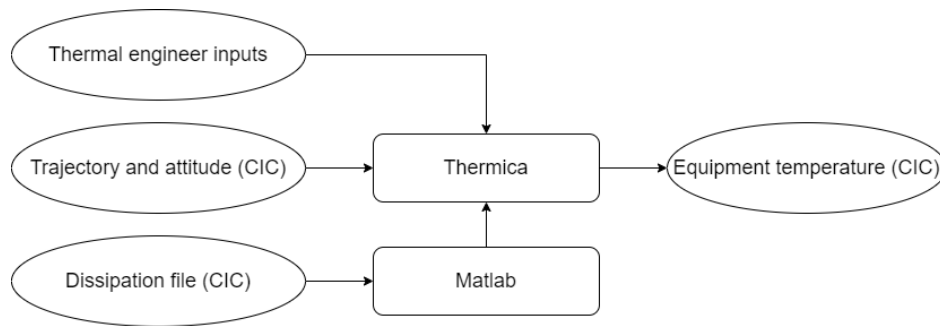 Thermal engineer inputs
Trajectory and attitude (CIC)
Thermica
Equipment temperature (CIC)
Dissipation file (CIC)
Matlab